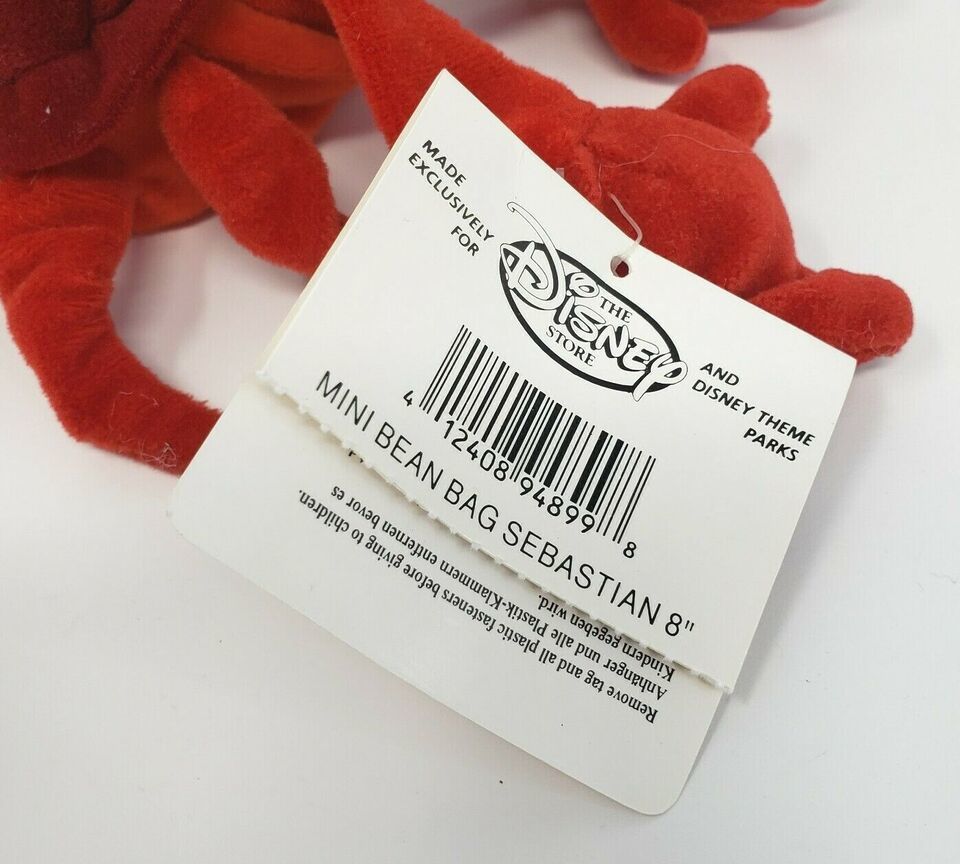 MADE
EXCLUSIVELY
FOR
THE
DISNEY
STORE
AND
DISNEY THEME
PARKS
4 12408 94899 8
MINI BEAN BAG SEBASTIAN 8"
Remove tag and all plastic fasteners before giving to children.
Anhänger und alle Plastik-Klammern entfernen bevor es
Kindern gegeben wird.